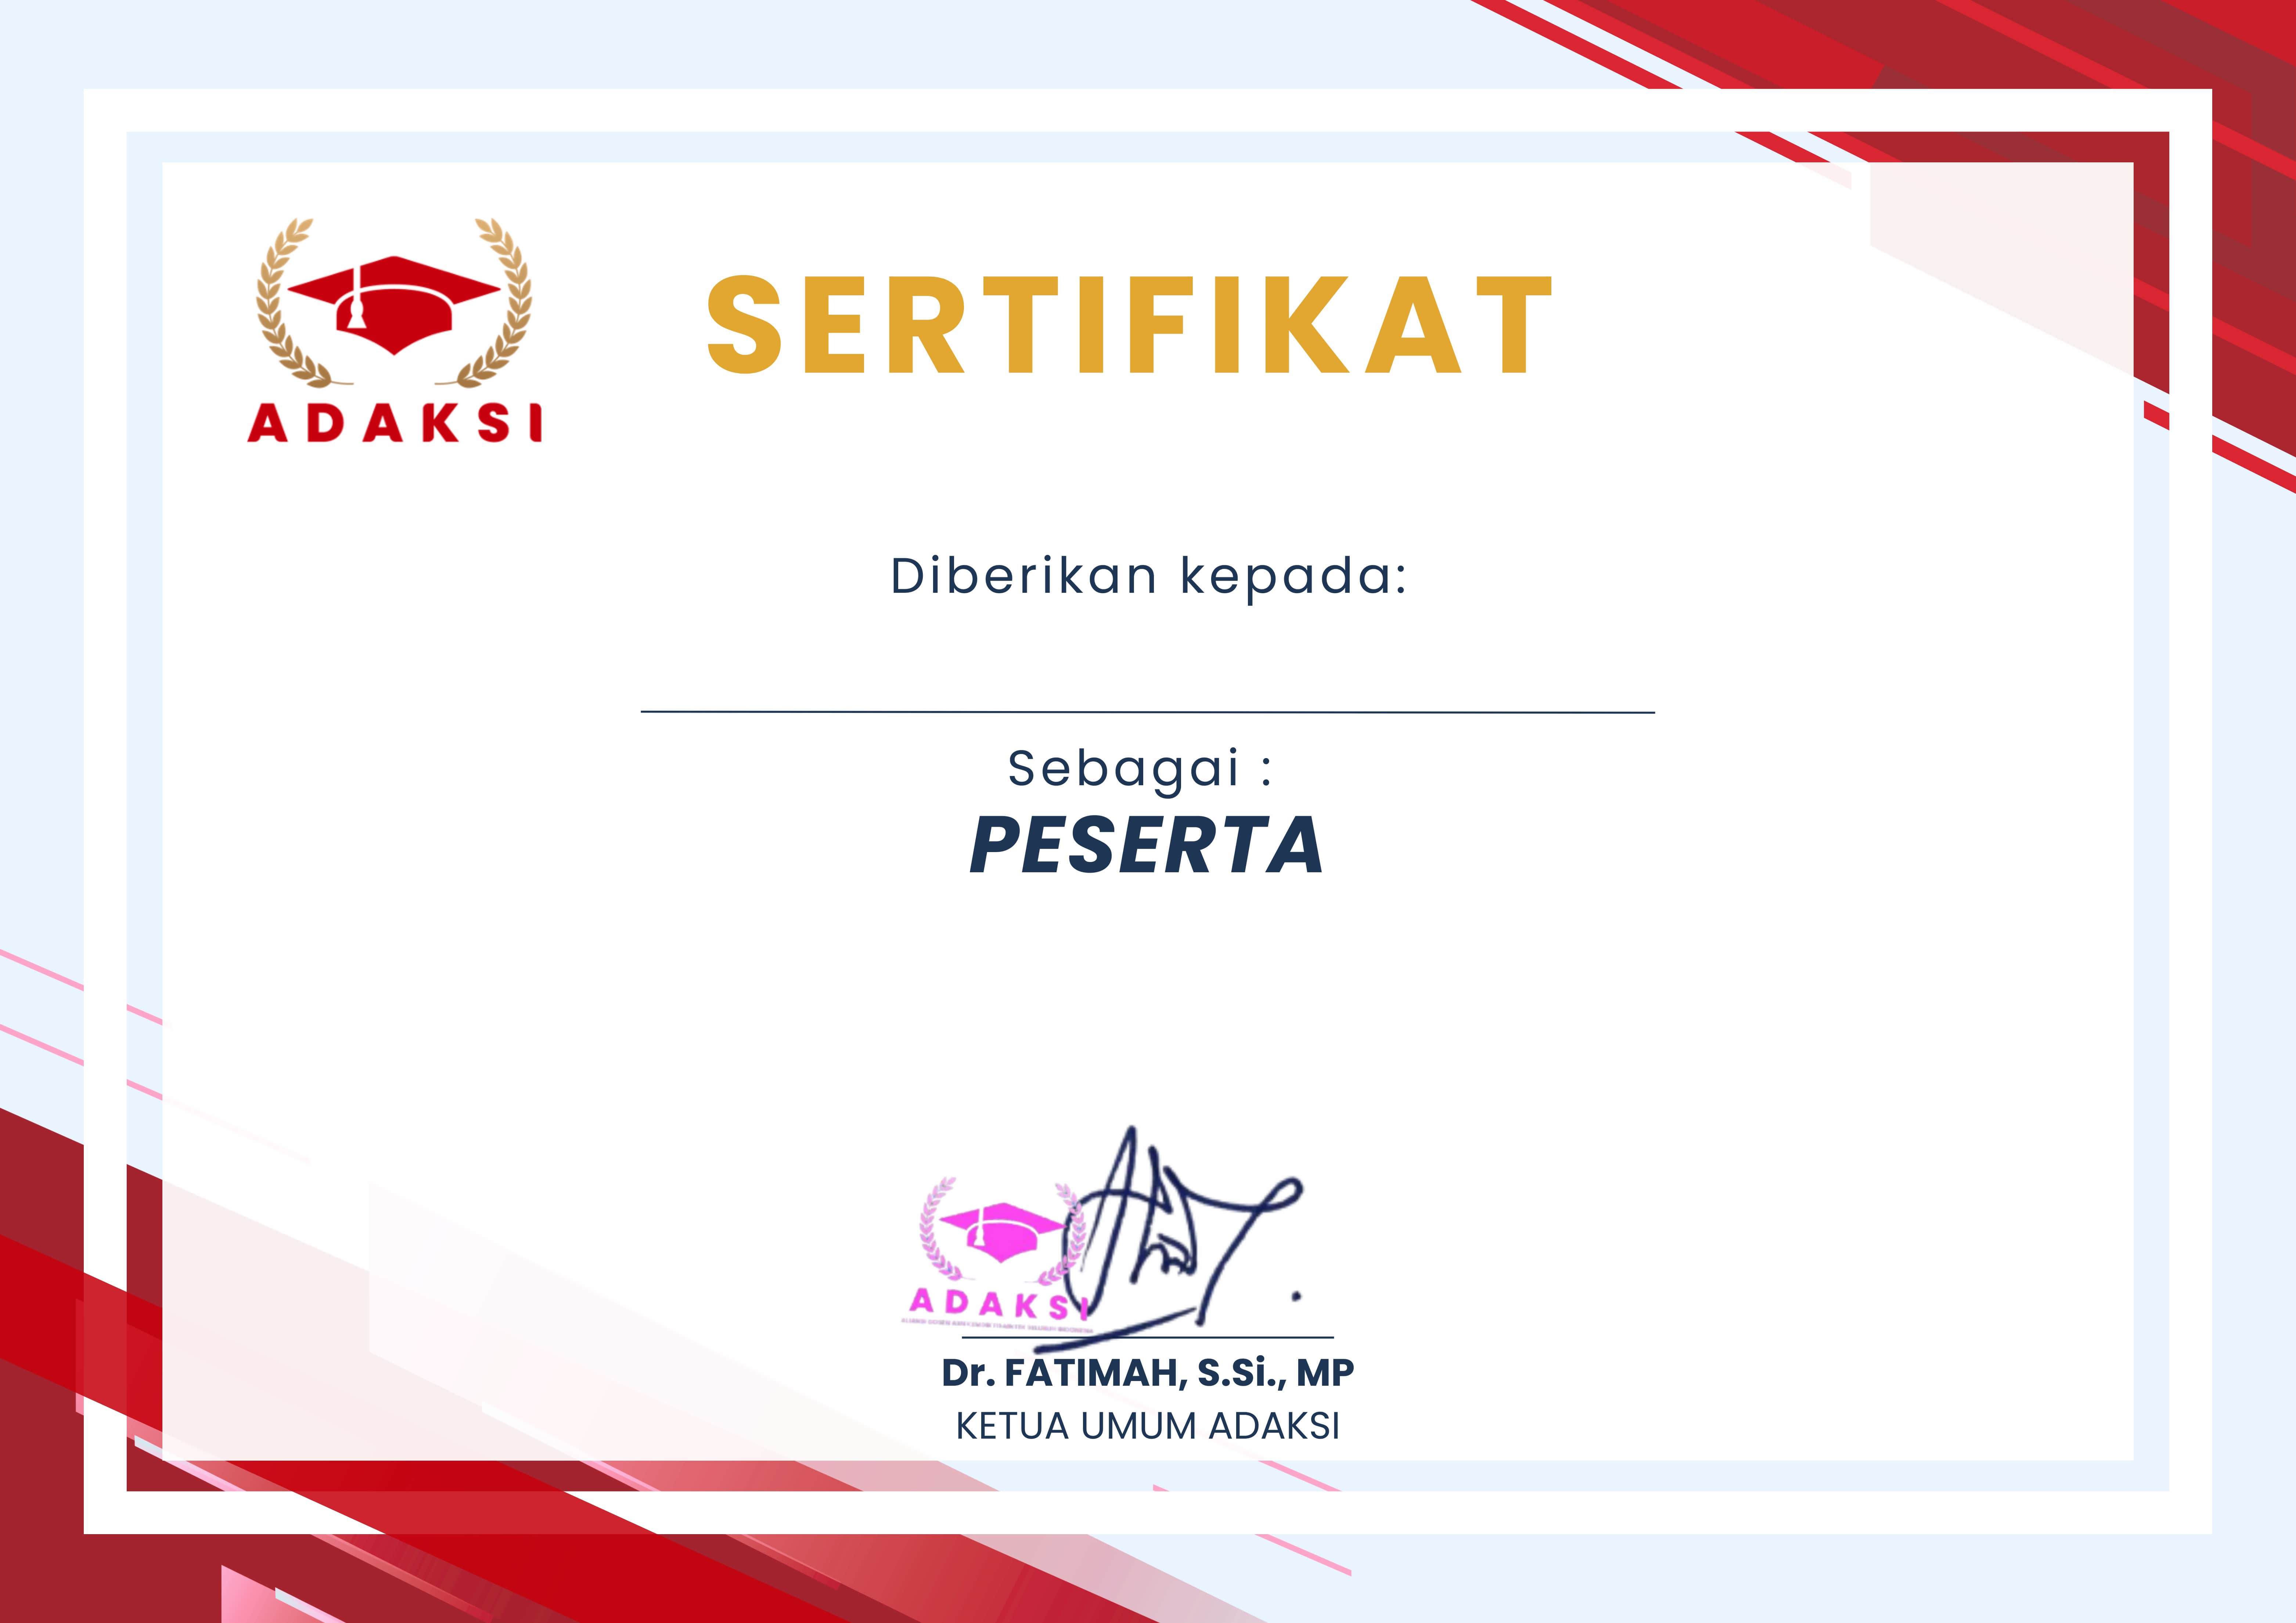 ADAKSI
SERTIFIKAT
Diberikan kepada:
Sebagai :
PESERTA
ADAKSI
Dr. FATIMAH, S.Si., MP
KETUA UMUM ADAKSI